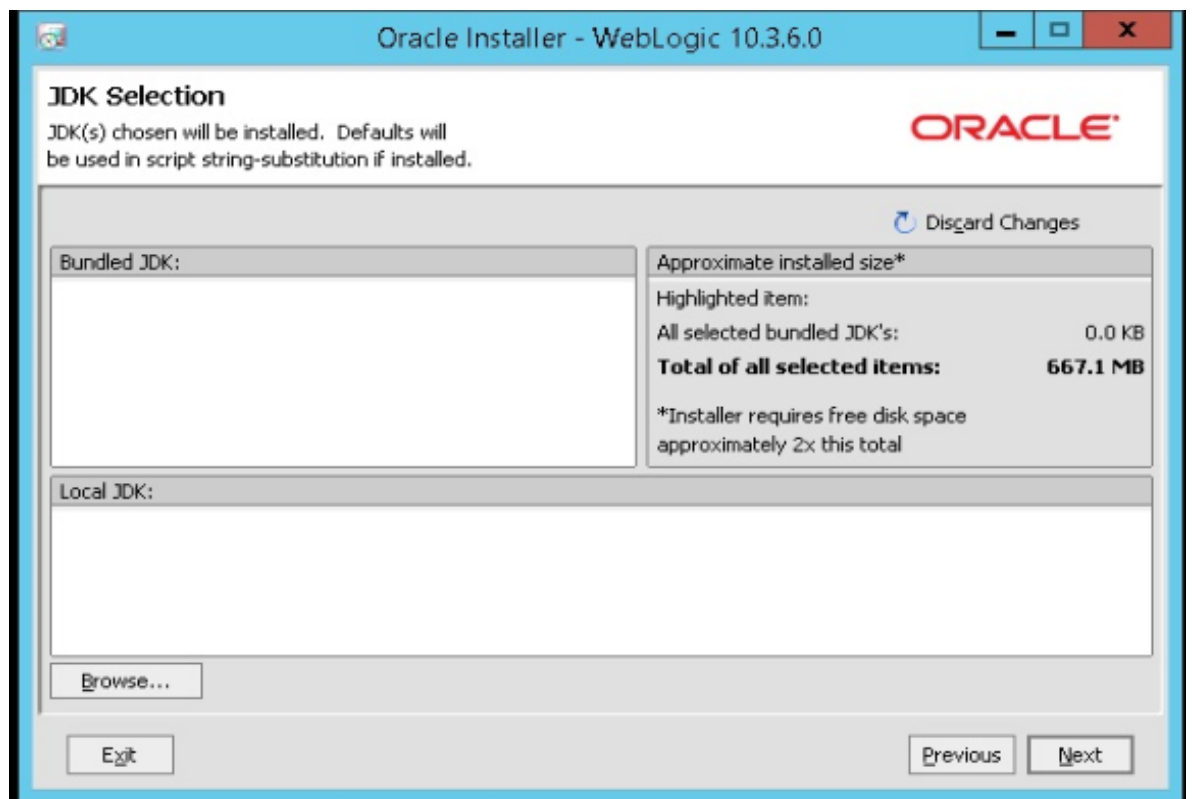 Oracle Installer - WebLogic 10.3.6.0
JDK Selection
JDK(s) chosen will be installed. Defaults will
be used in script string-substitution if installed.
ORACLE
Discard Changes
Bundled JDK:
Approximate installed size*
Highlighted item:
All selected bundled JDK's: 0.0 KB
Total of all selected items: 667.1 MB
*Installer requires free disk space
approximately 2x this total
Local JDK:
Browse...
Exit
Previous
Next